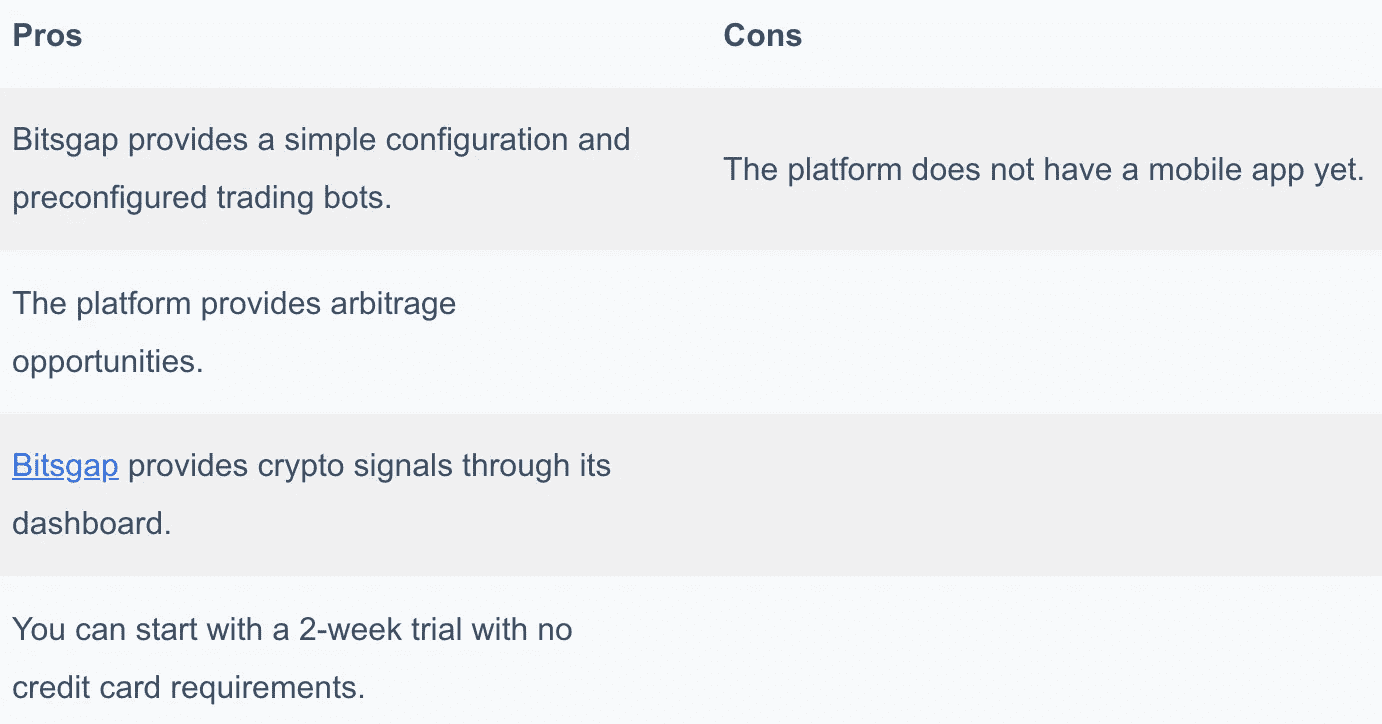 Pros
Cons
Bitsgap provides a simple configuration and
preconfigured trading bots.
The platform does not have a mobile app yet.
The platform provides arbitrage
opportunities.
Bitsgap provides crypto signals through its
dashboard.
You can start with a 2-week trial with no
credit card requirements.